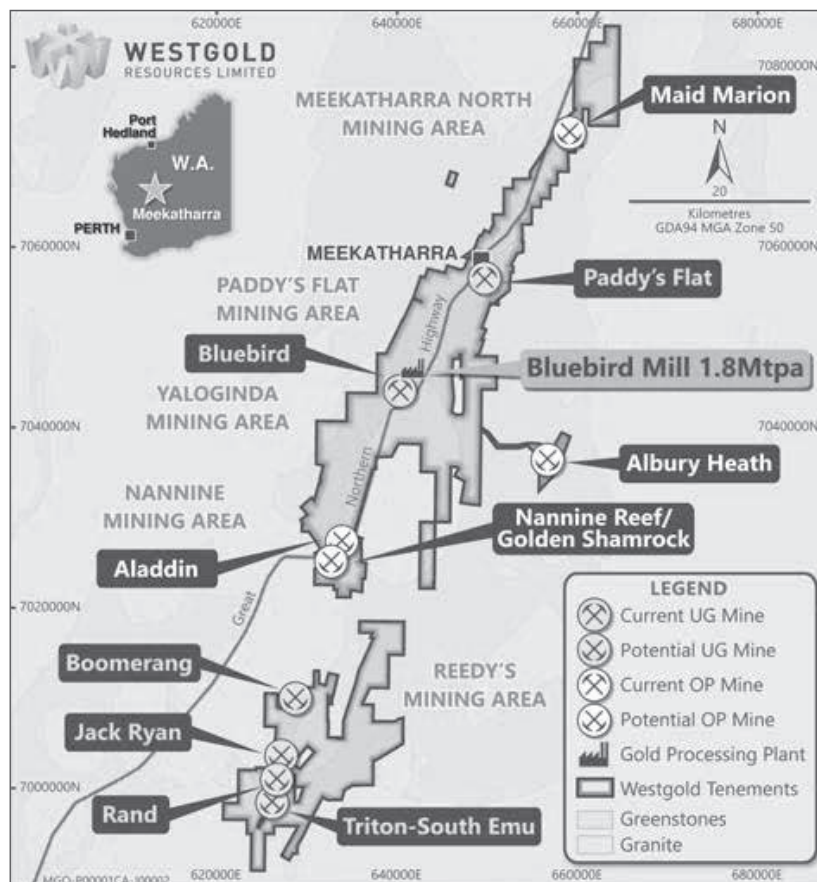 620000E
640000E
660000E
680000E
WESTGOLD
RESOURCES LIMITED
7080000N
MEEKATHARRA NORTH
MINING AREA
Maid Marion
Port
Hedland
W.A.
Meekatharra
PERTH
N
20
Kilometres
GDA94 MGA Zone 50
7060000N
7060000N
MEEKATHARRA
PADDY'S FLAT
MINING AREA
Paddy's Flat
Highway
Bluebird
Bluebird Mill 1.8Mtpa
YALOGINDA
MINING AREA
7040000N
7040000N
Albury Heath
Northern
NANNINE
MINING AREA
Nannine Reef/
Golden Shamrock
Aladdin
7020000N
Great
Boomerang
REEDY'S
MINING AREA
Jack Ryan
7000000N
Rand
Triton-South Emu
LEGEND
Current UG Mine
Potential UG Mine
Current OP Mine
Potential OP Mine
Gold Processing Plant
Westgold Tenements
Greenstones
Granite
620000E
640000E
660000E
680000E